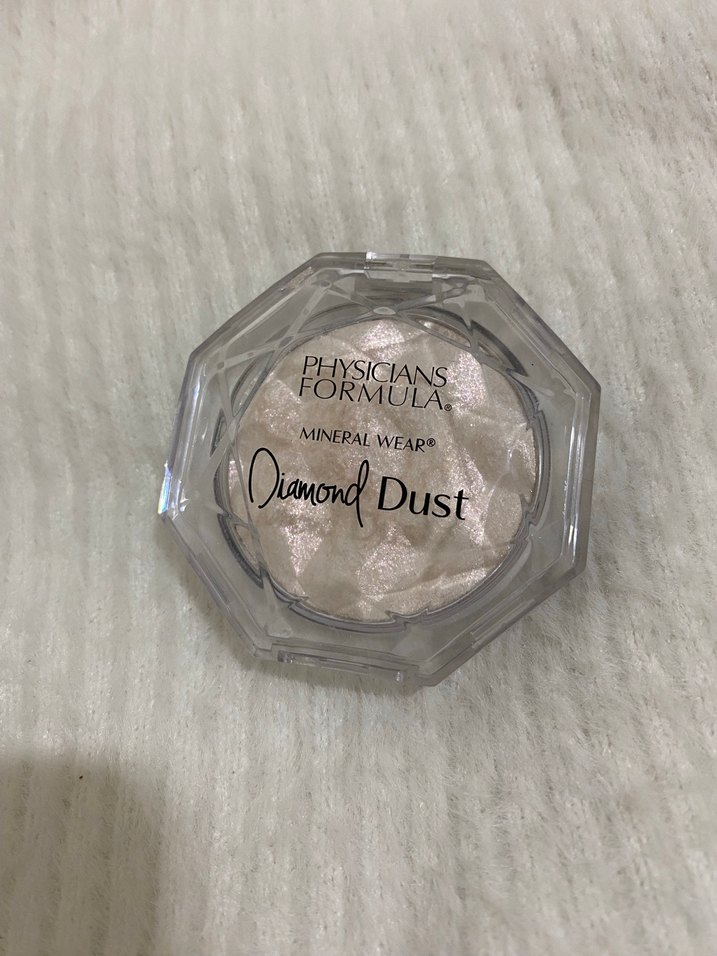 PHYSICIANS
FORMULA®
MINERAL WEAR®
Diamond Dust